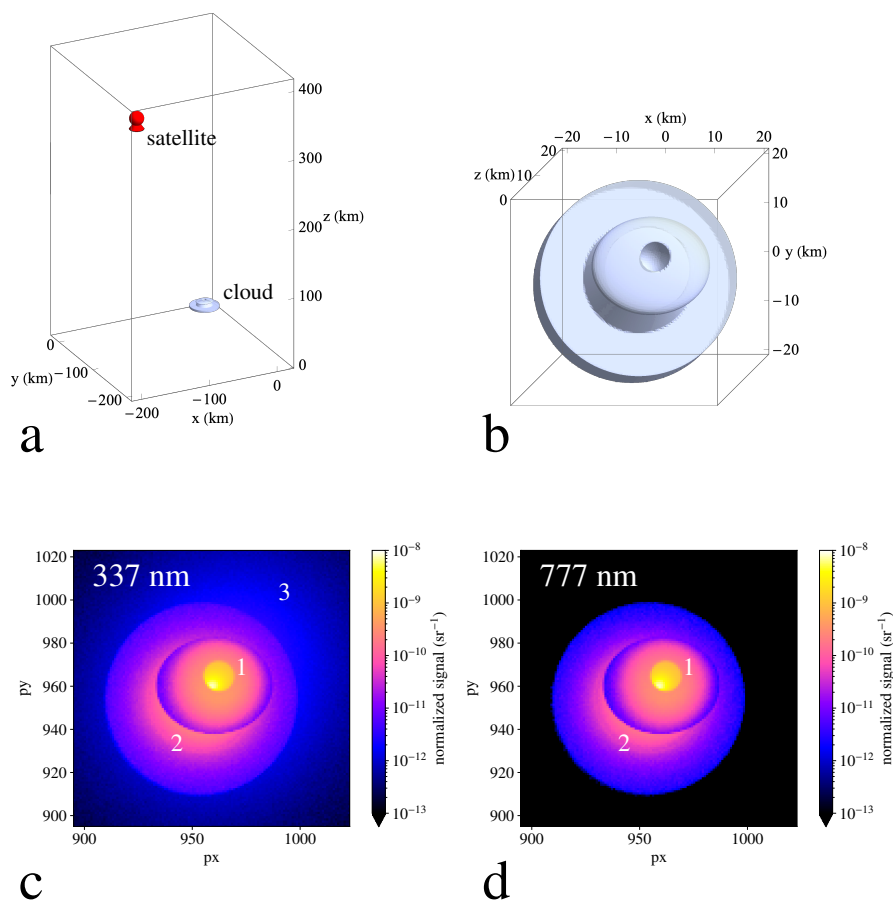 400
satellite
300
200
z (km)
cloud
100
0
0
y (km)
−100
−200
−200
−100
0
x (km)
a
x (km)
−20 −10 0 10 20
20
20
z (km)
10
10
0
0 y (km)
−10
−20
b
337 nm
1020
1000
980
960
940
920
900
py
3
1
2
900 950 1000
px
10−8
10−9
10−10
10−11
10−12
10−13
normalized signal (sr−1)
c
777 nm
1020
1000
980
960
940
920
900
py
1
2
900 950 1000
px
10−8
10−9
10−10
10−11
10−12
10−13
normalized signal (sr−1)
d